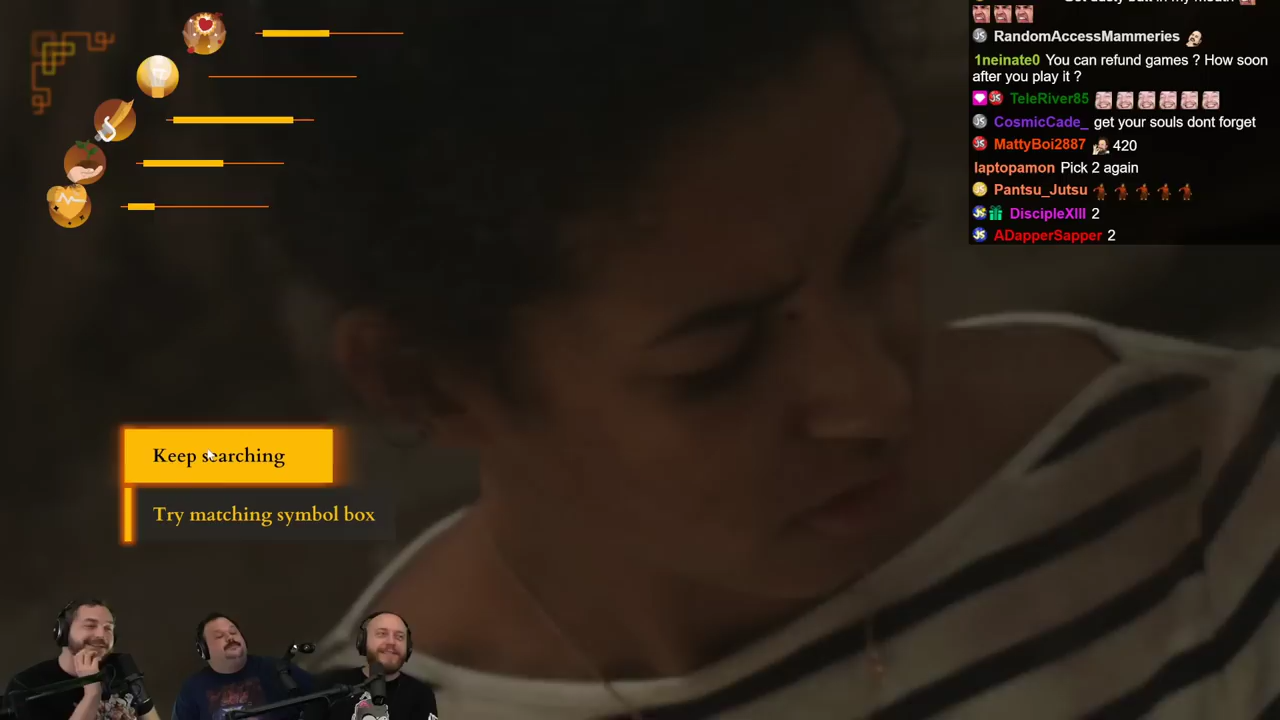 RandomAccessMammeries
1neinate0 You can refund games ? How soon
after you play it ?
TeleRiver85
CosmicCade_ get your souls dont forget
MattyBoi2887 420
laptopamon Pick 2 again
Pantsu_Jutsu
DiscipleXIII 2
ADapperSapper 2
Keep searching
Try matching symbol box